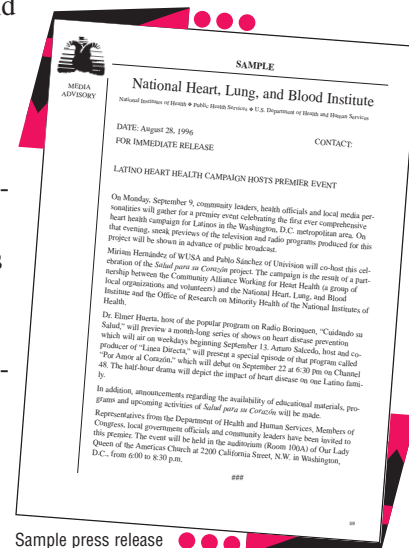 SAMPLE
MEDIA
ADVISORY
National Heart, Lung, and Blood Institute
National Institutes of Health ❖ Public Health Services ❖ U.S. Department of Health and Human Services
DATE: August 28, 1996
CONTACT:
FOR IMMEDIATE RELEASE
LATINO HEART HEALTH CAMPAIGN HOSTS PREMIER EVENT
On Monday, September 9, community leaders, health officials and local media per-
sonalities will gather for a premier event celebrating the first ever comprehensive
heart health campaign for Latinos in the Washington, D.C. metropolitan area. On
that evening, sneak previews of the television and radio programs produced for this
project will be shown in advance of public broadcast.
Miriam Hernández of WUSA and Pablo Sánchez of Univision will co-host this cel-
ebration of the Salud para su Corazón project. The campaign is the result of a part-
nership between the Community Alliance Working for Heart Health (a group of
local organizations and volunteers) and the National Heart, Lung, and Blood
Institute and the Office of Research on Minority Health of the National Institutes of
Health.
Dr. Elmer Huerta, host of the popular program on Radio Borinquen, "Cuidando su
Salud," will preview a month-long series of shows on heart disease prevention
which will air on weekdays beginning September 13. Arturo Salcedo, host and co-
producer of "Linea Directa," will present a special episode of that program called
"Por Amor al Corazón," which will debut on September 22 at 6:30 pm on Channel
48. The half-hour drama will depict the impact of heart disease on one Latino fami-
ly.
In addition, announcements regarding the availability of educational materials, pro-
grams and upcoming activities of Salud para su Corazón will be made.
Representatives from the Department of Health and Human Services, Members of
Congress, local government officials and community leaders have been invited to
this premier. The event will be held in the auditorium (Room 100A) of Our Lady
Queen of the Americas Church at 2200 California Street, N.W. in Washington,
D.C., from 6:00 to 8:30 p.m.
###
Sample press release